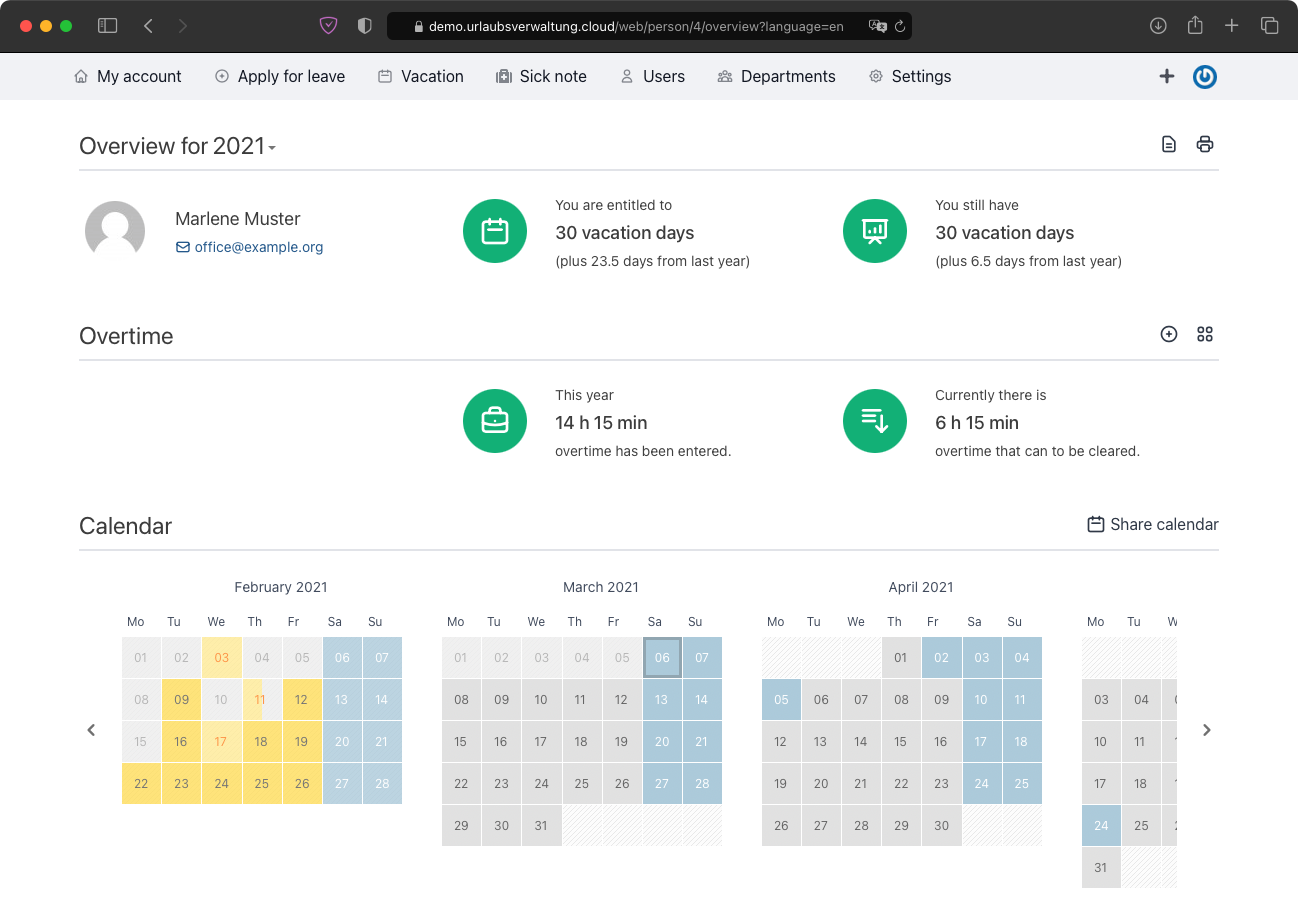 demo.urlaubsverwaltung.cloud/web/person/4/overview?language=en
My account Apply for leave Vacation Sick note Users Departments Settings
Overview for 2021
Marlene Muster
office@example.org
You are entitled to
30 vacation days
(plus 23.5 days from last year)
You still have
30 vacation days
(plus 6.5 days from last year)
Overtime
This year
14 h 15 min
overtime has been entered.
Currently there is
6 h 15 min
overtime that can to be cleared.
Calendar
Share calendar
February 2021
Mo Tu We Th Fr Sa Su
01 02 03 04 05 06 07
08 09 10 11 12 13 14
15 16 17 18 19 20 21
22 23 24 25 26 27 28
March 2021
Mo Tu We Th Fr Sa Su
01 02 03 04 05 06 07
08 09 10 11 12 13 14
15 16 17 18 19 20 21
22 23 24 25 26 27 28
29 30 31
April 2021
Mo Tu We Th Fr Sa Su
01 02 03 04
05 06 07 08 09 10 11
12 13 14 15 16 17 18
19 20 21 22 23 24 25
26 27 28 29 30
Mo Tu
03 04
10 11
17 18
24 25
31